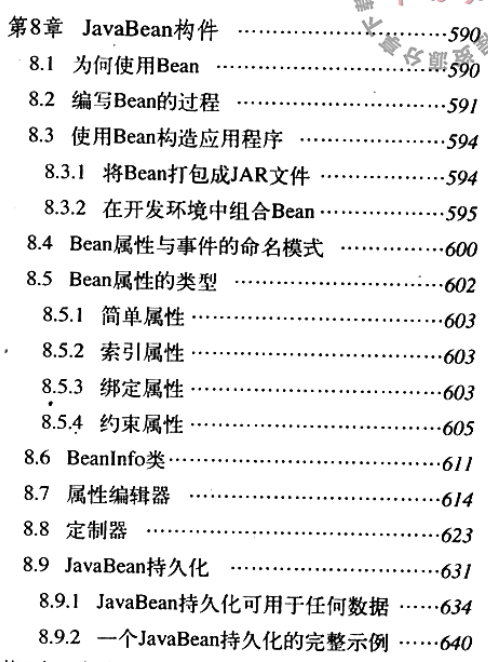 第8章 JavaBean构件 ……………………590
8.1 为何使用Bean ……………………590
8.2 编写Bean的过程 ……………………591
8.3 使用Bean构造应用程序 ………………594
8.3.1 将Bean打包成JAR文件 ……………594
8.3.2 在开发环境中组合Bean ……………595
8.4 Bean属性与事件的命名模式 …………600
8.5 Bean属性的类型 ……………………602
8.5.1 简单属性 ……………………603
8.5.2 索引属性 ……………………603
8.5.3 绑定属性 ……………………603
8.5.4 约束属性 ……………………605
8.6 BeanInfo类 ……………………611
8.7 属性编辑器 ……………………614
8.8 定制器 ……………………623
8.9 JavaBean持久化 ……………………631
8.9.1 JavaBean持久化可用于任何数据 ……634
8.9.2 一个JavaBean持久化的完整示例 ……640